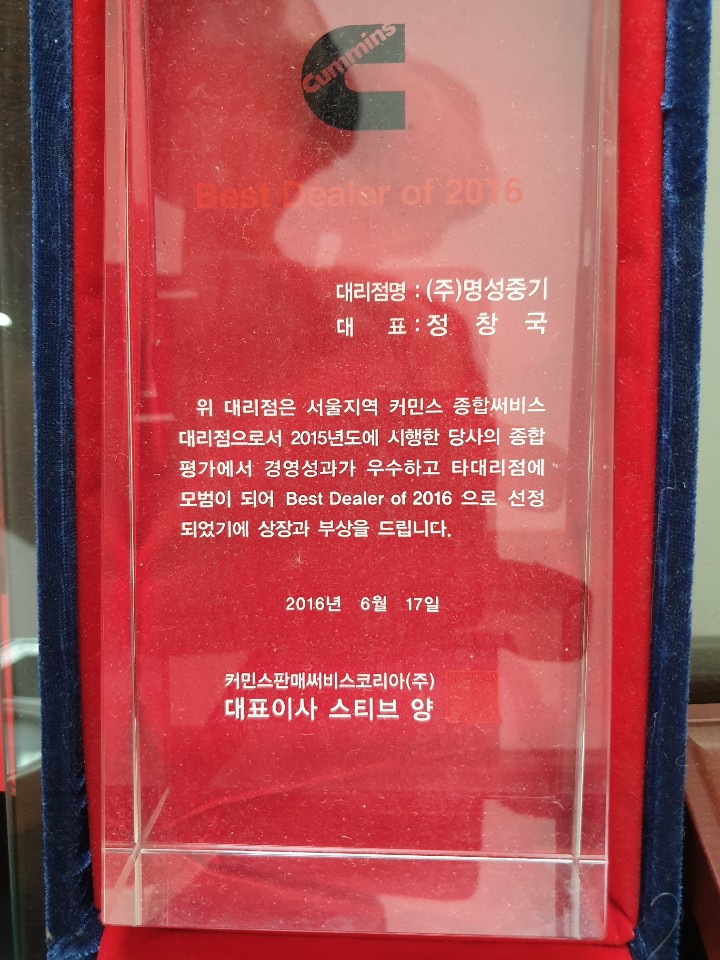 Cummins
Best Dealer of 2016
대리점명 : (주)명성중기
대 표 : 정 창 국
위 대리점은 서울지역 커민스 종합써비스
대리점으로서 2015년도에 시행한 당사의 종합
평가에서 경영성과가 우수하고 타대리점에
모범이 되어 Best Dealer of 2016 으로 선정
되었기에 상장과 부상을 드립니다.
2016년 6월 17일
커민스판매써비스코리아(주)
대표이사 스티브 양